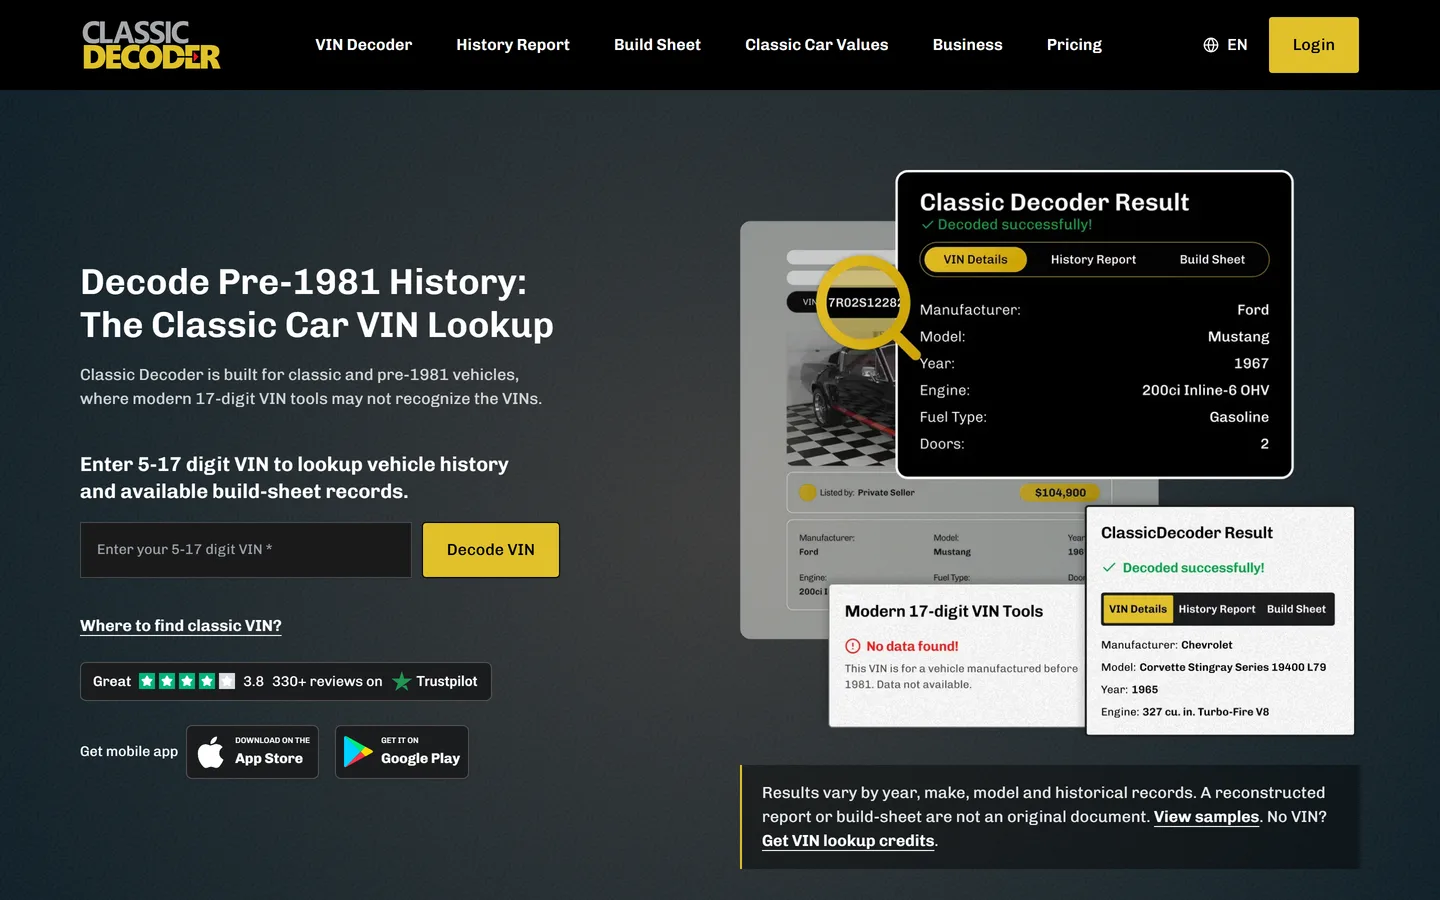 CLASSIC
DECODER
VIN Decoder
History Report
Build Sheet
Classic Car Values
Business
Pricing
EN
Login
Decode Pre-1981 History:
The Classic Car VIN Lookup
Classic Decoder is built for classic and pre-1981 vehicles,
where modern 17-digit VIN tools may not recognize the VINs.
Enter 5-17 digit VIN to lookup vehicle history
and available build-sheet records.
Enter your 5-17 digit VIN *
Decode VIN
Where to find classic VIN?
Great 3.8 330+ reviews on Trustpilot
Get mobile app
DOWNLOAD ON THE
App Store
GET IT ON
Google Play
Classic Decoder Result
Decoded successfully!
VIN Details
History Report
Build Sheet
Manufacturer: Ford
Model: Mustang
Year: 1967
Engine: 200ci Inline-6 OHV
Fuel Type: Gasoline
Doors: 2
VIN 7R02S12282
Listed by: Private Seller
$104,900
Manufacturer: Model: Year
Ford Mustang 196
Engine: Fuel Type: Door
200ci I
Modern 17-digit VIN Tools
No data found!
This VIN is for a vehicle manufactured before
1981. Data not available.
ClassicDecoder Result
Decoded successfully!
VIN Details
History Report
Build Sheet
Manufacturer: Chevrolet
Model: Corvette Stingray Series 19400 L79
Year: 1965
Engine: 327 cu. in. Turbo-Fire V8
Results vary by year, make, model and historical records. A reconstructed
report or build-sheet are not an original document. View samples. No VIN?
Get VIN lookup credits.